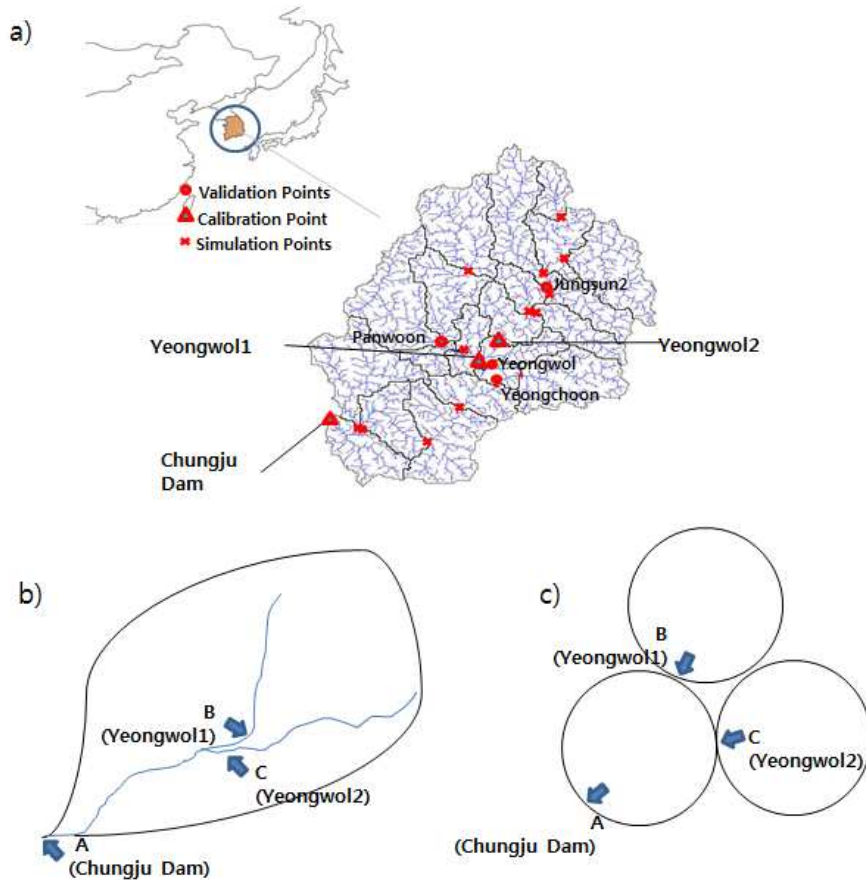 a)
Validation Points
Calibration Point
Simulation Points
Jungsun2
Panwoon
Yeongwol1
Yeongwol2
Yeongwol
Yeongchoon
Chungju
Dam
b)
B
(Yeongwol1)
C
(Yeongwol2)
A
(Chungju Dam)
c)
B
(Yeongwol1)
C
(Yeongwol2)
A
(Chungju Dam)